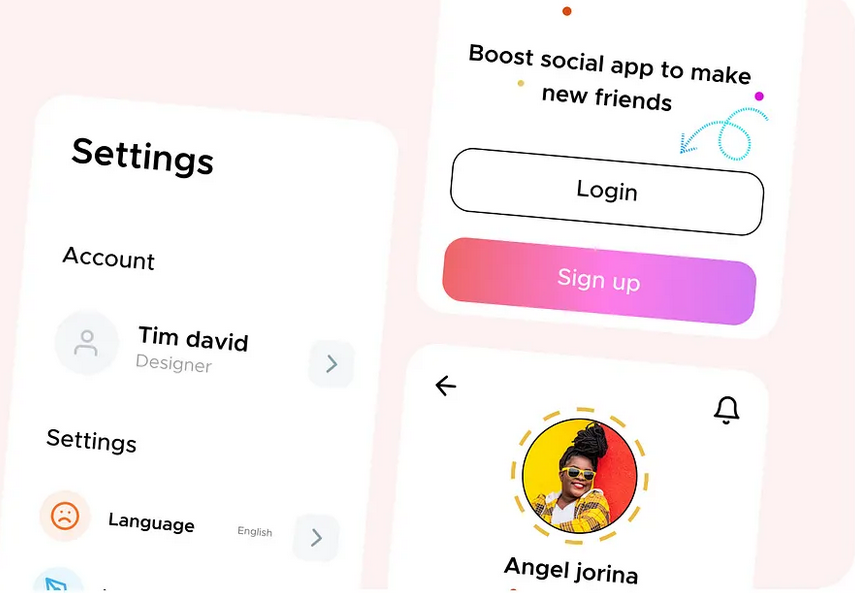 Settings
Account
Tim david
Designer
Settings
Language
English
Boost social app to make
new friends
Login
Sign up
Angel jorina